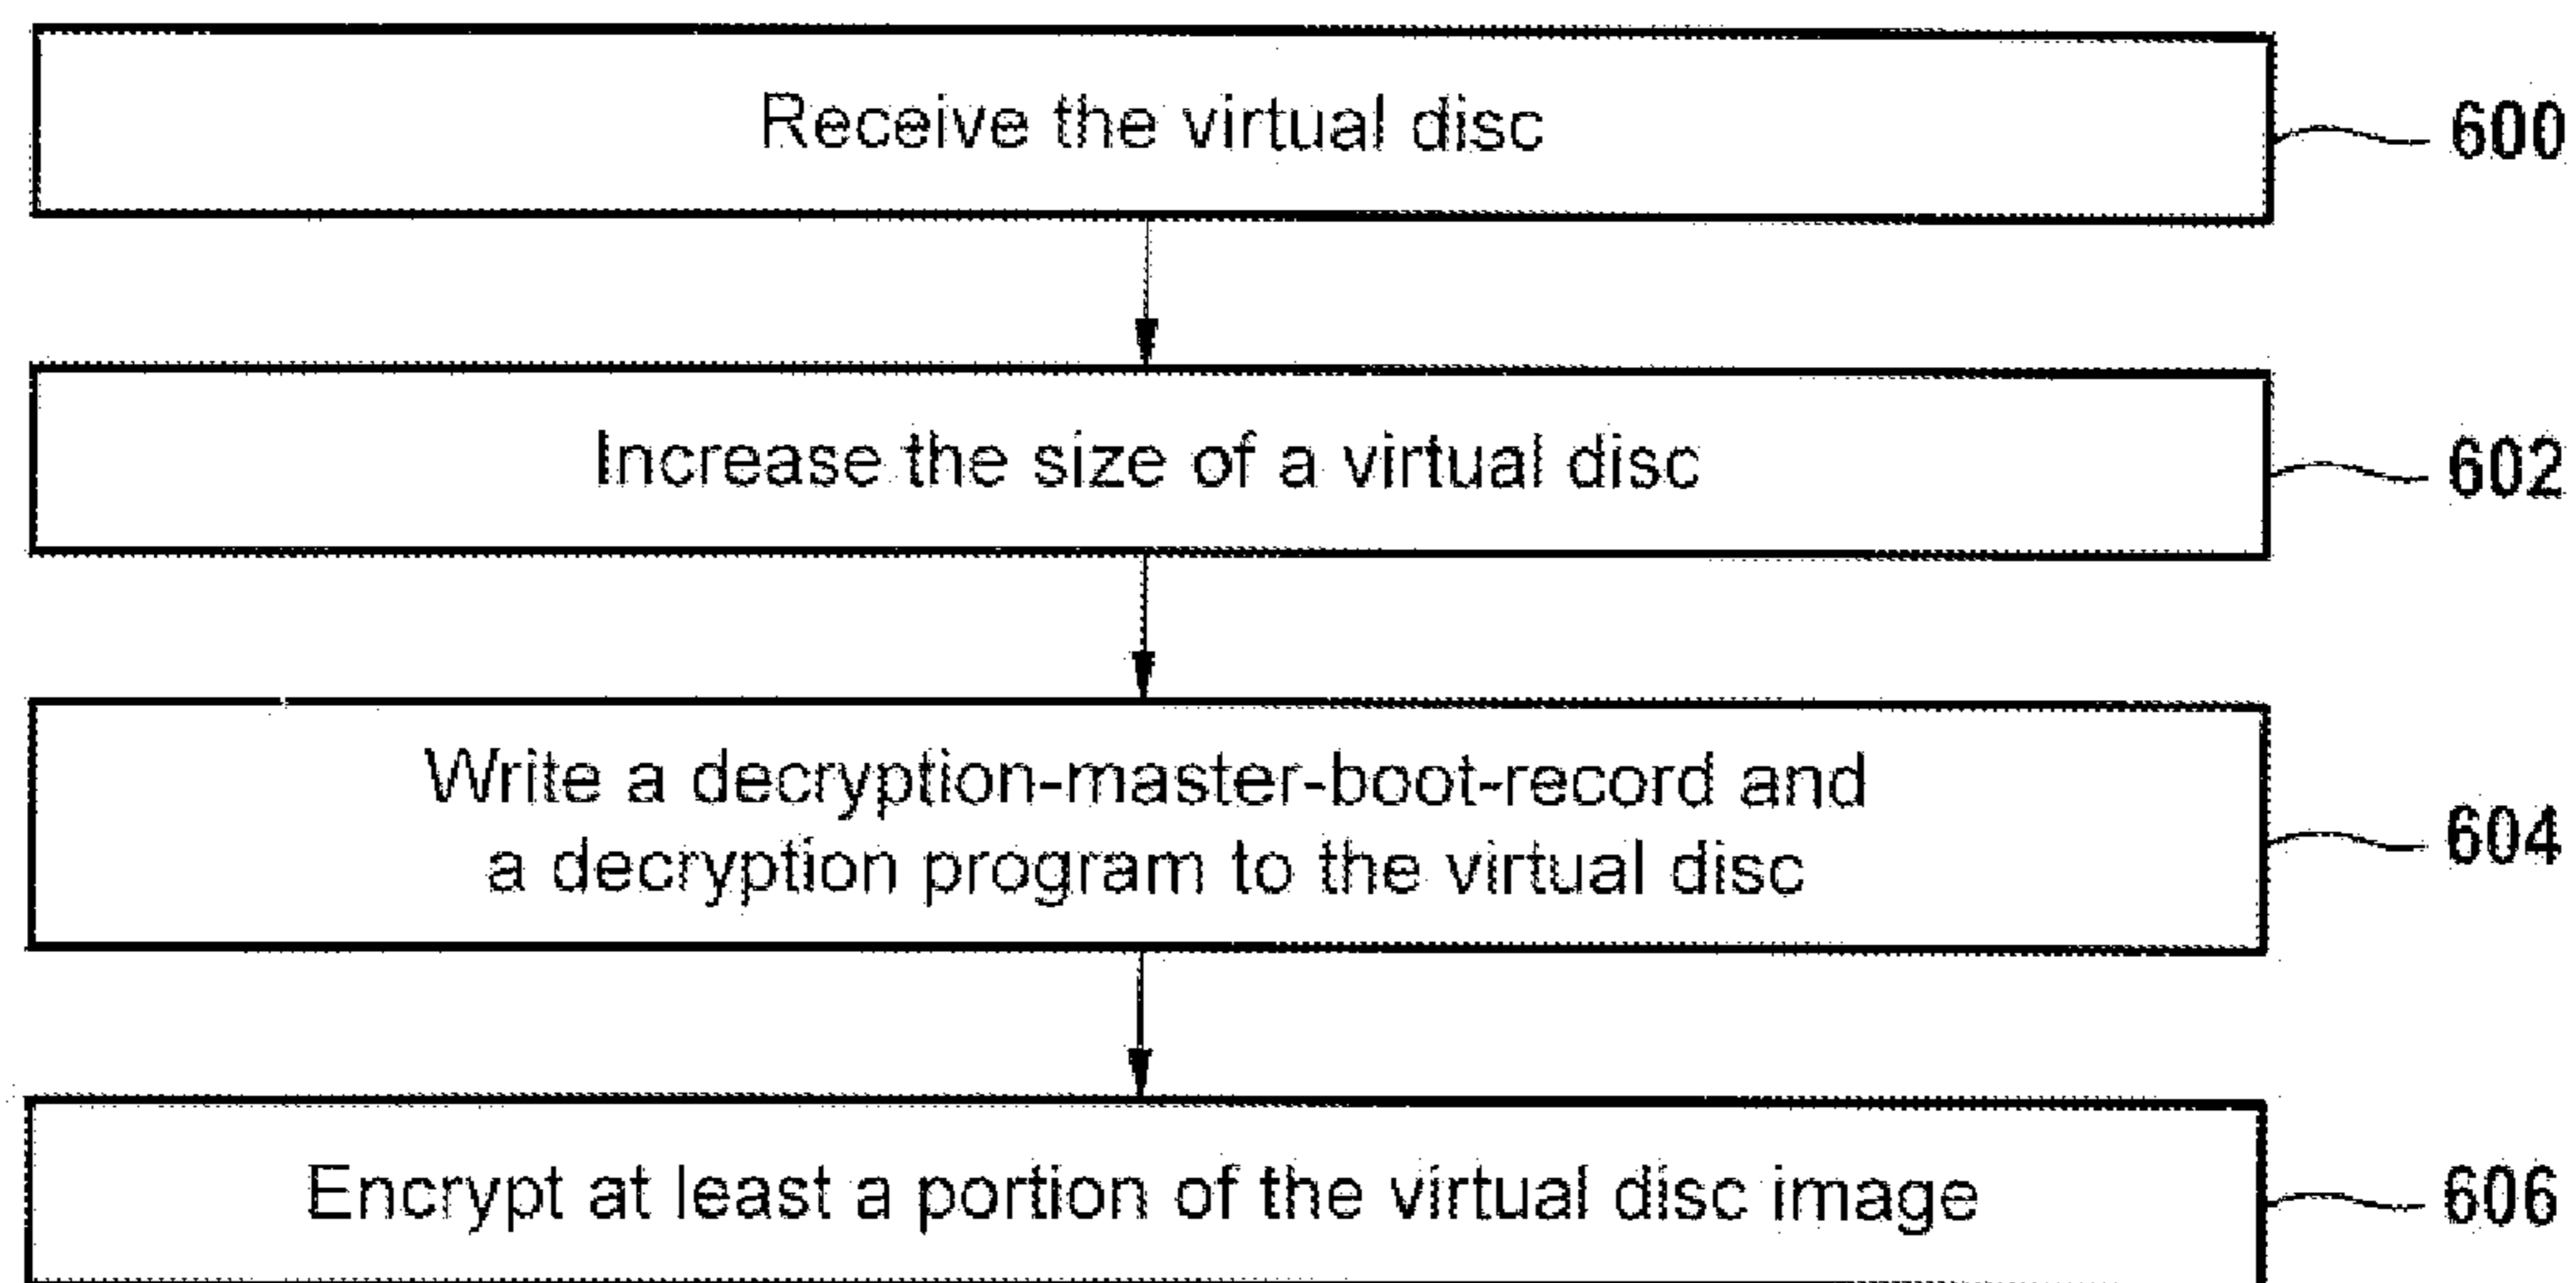 Receive the virtual disc
600
Increase the size of a virtual disc
602
Write a decryption-master-boot-record and
a decryption program to the virtual disc
604
Encrypt at least a portion of the virtual disc image
606